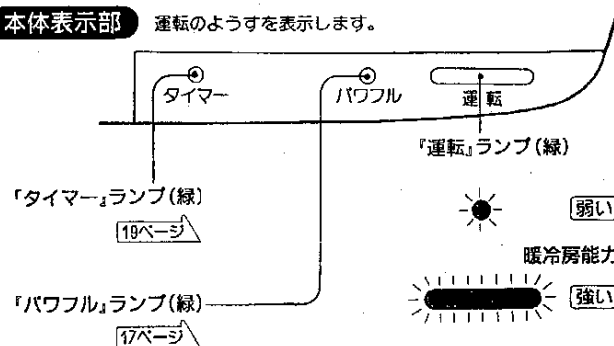 本体表示部 運転のようすを表示します。
タイマー パワフル 運転
『運転』ランプ(緑)
『タイマー』ランプ(緑)
19ページ
弱い
暖冷房能力
『パワフル』ランプ(緑)
強い
17ページ